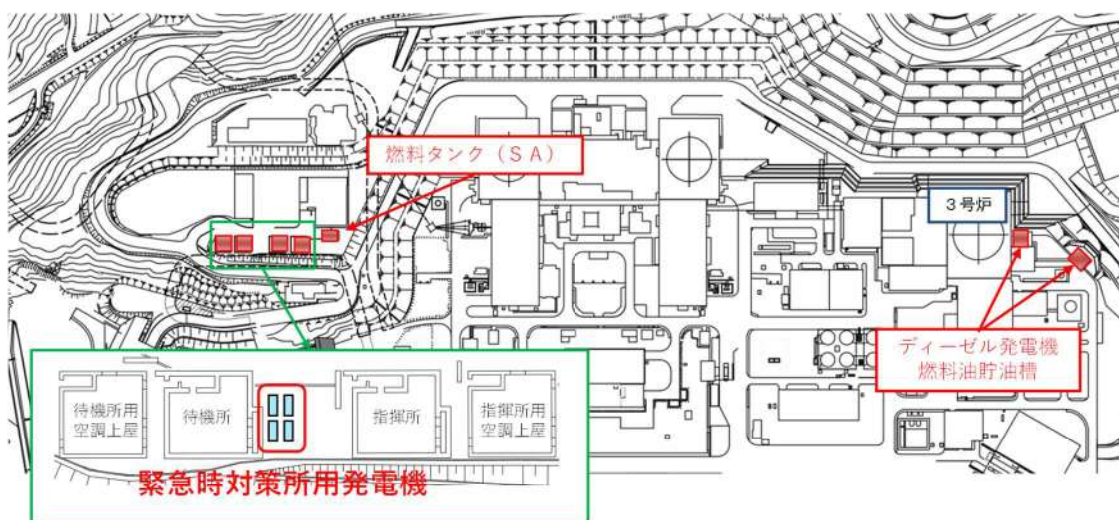 燃料タンク（ＳＡ）
３号炉
ディーゼル発電機
燃料油貯油槽
待機所用
空調上屋
待機所
指揮所
指揮所用
空調上屋
緊急時対策所用発電機